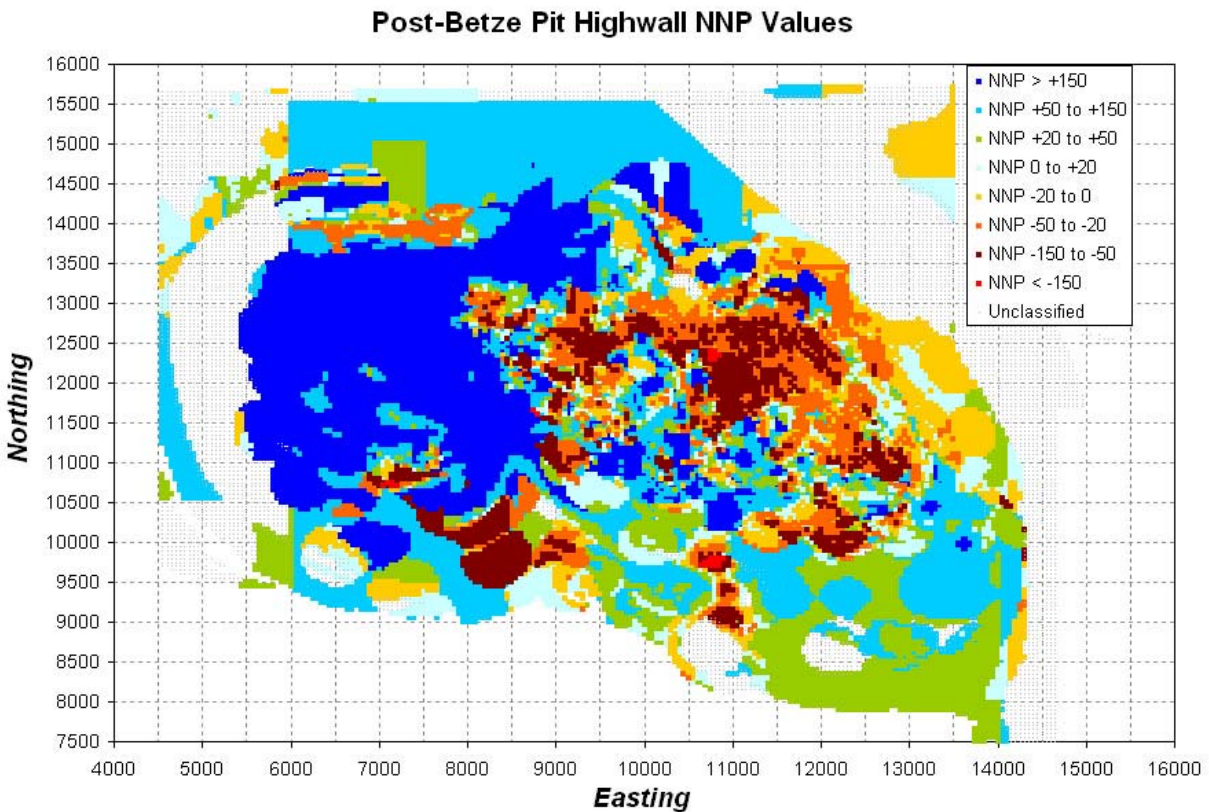 Post-Betze Pit Highwall NNP Values
16000
15500
15000
14500
14000
13500
13000
12500
12000
11500
11000
10500
10000
9500
9000
8500
8000
7500
Northing
NNP > +150
NNP +50 to +150
NNP +20 to +50
NNP 0 to +20
NNP -20 to 0
NNP -50 to -20
NNP -150 to -50
NNP < -150
Unclassified
4000 5000 6000 7000 8000 9000 10000 11000 12000 13000 14000 15000 16000
Easting